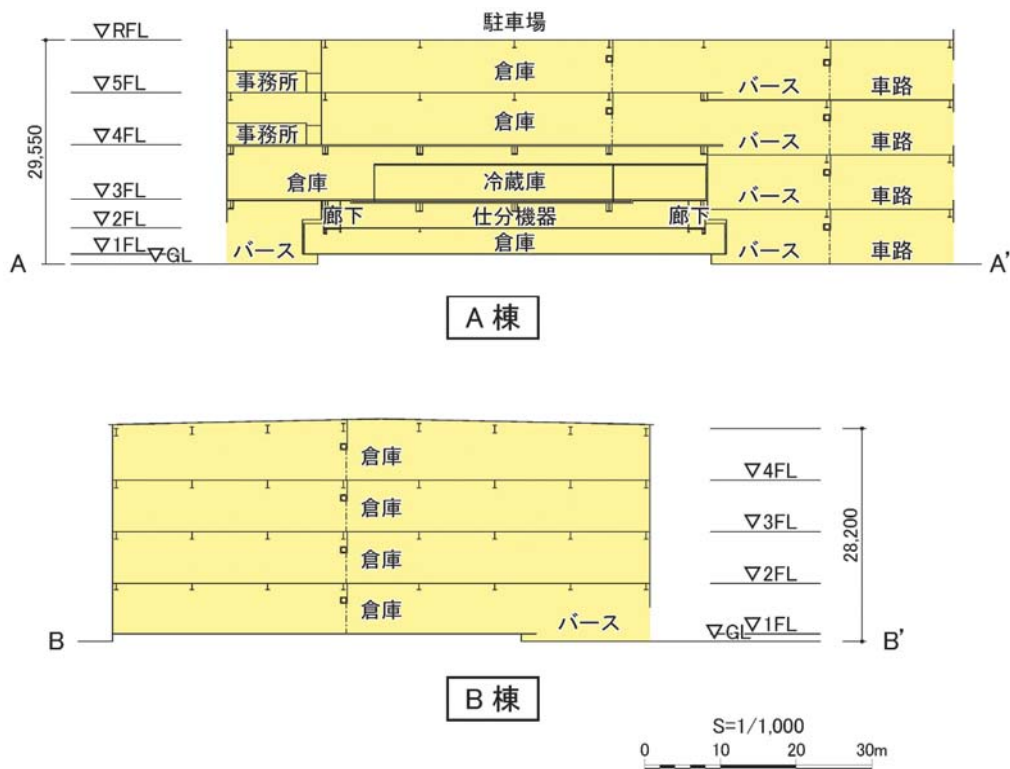 駐車場
▽RFL
倉庫
▽5FL 事務所 バース 車路
倉庫
▽4FL 事務所 バース 車路
29,550
倉庫 冷蔵庫
▽3FL バース 車路
▽2FL 廊下 仕分機器 廊下
▽1FL ▽GL バース 倉庫 バース 車路
A A'
A 棟
倉庫
▽4FL
倉庫
▽3FL
28,200
倉庫
▽2FL
倉庫 バース
▽GL ▽1FL
B B'
B 棟
S=1/1,000
0 10 20 30m